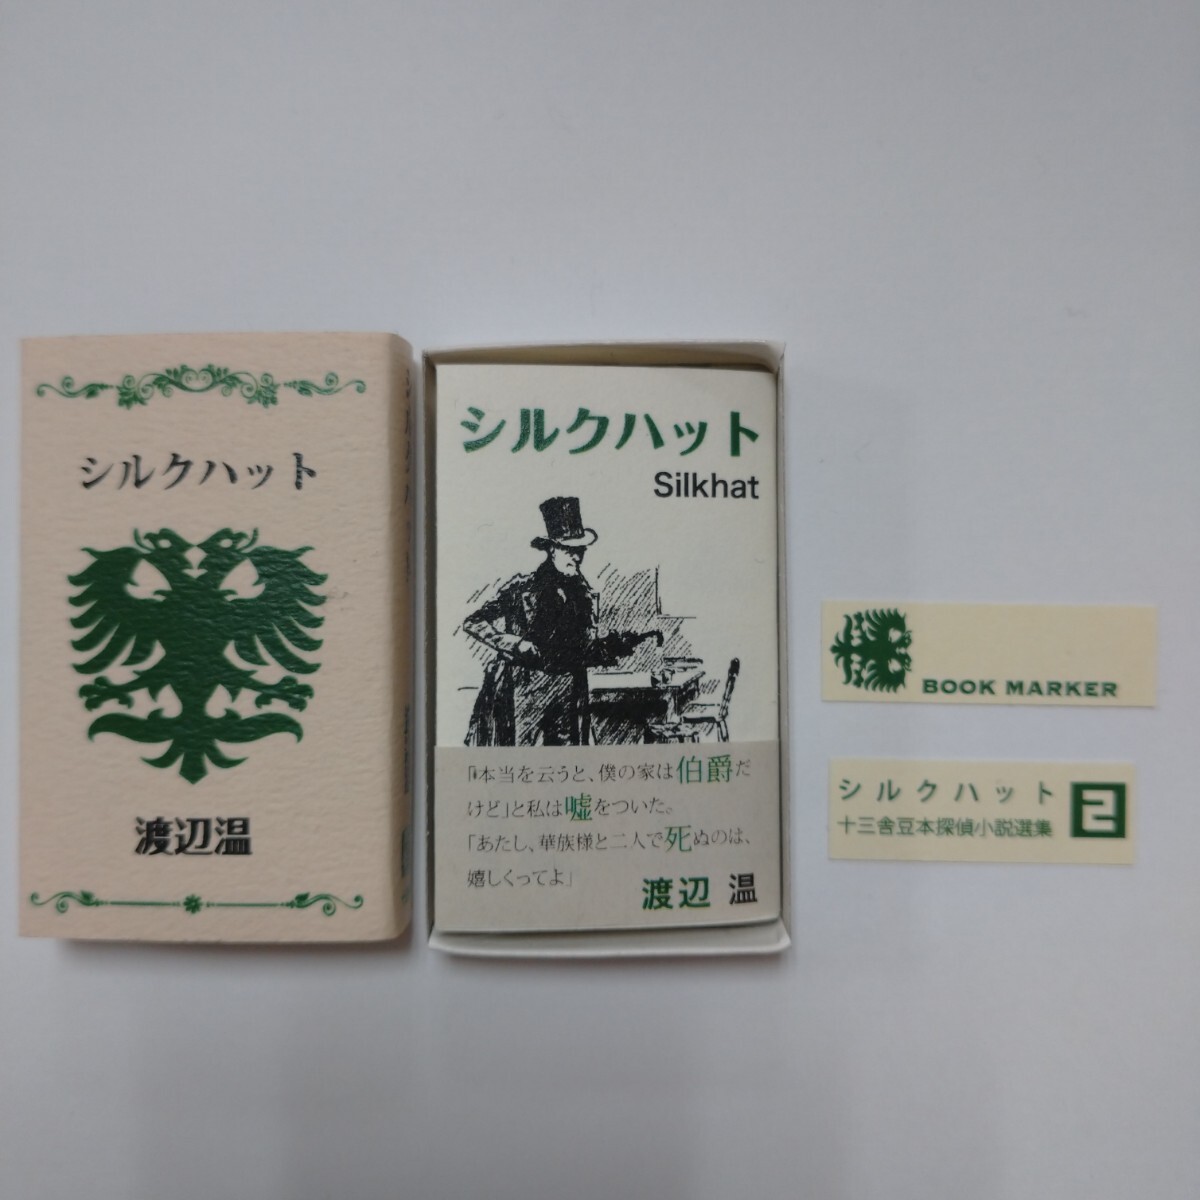 シルクハット
渡辺温
シルクハット
Silkhat
「本当を云うと、僕の家は伯爵だ
けど」と私は嘘をついた。
「あたし、華族様と二人で死ぬのは、
嬉しくってよ」
渡辺 温
BOOK MARKER
シルクハット
十三舎豆本探偵小説選集